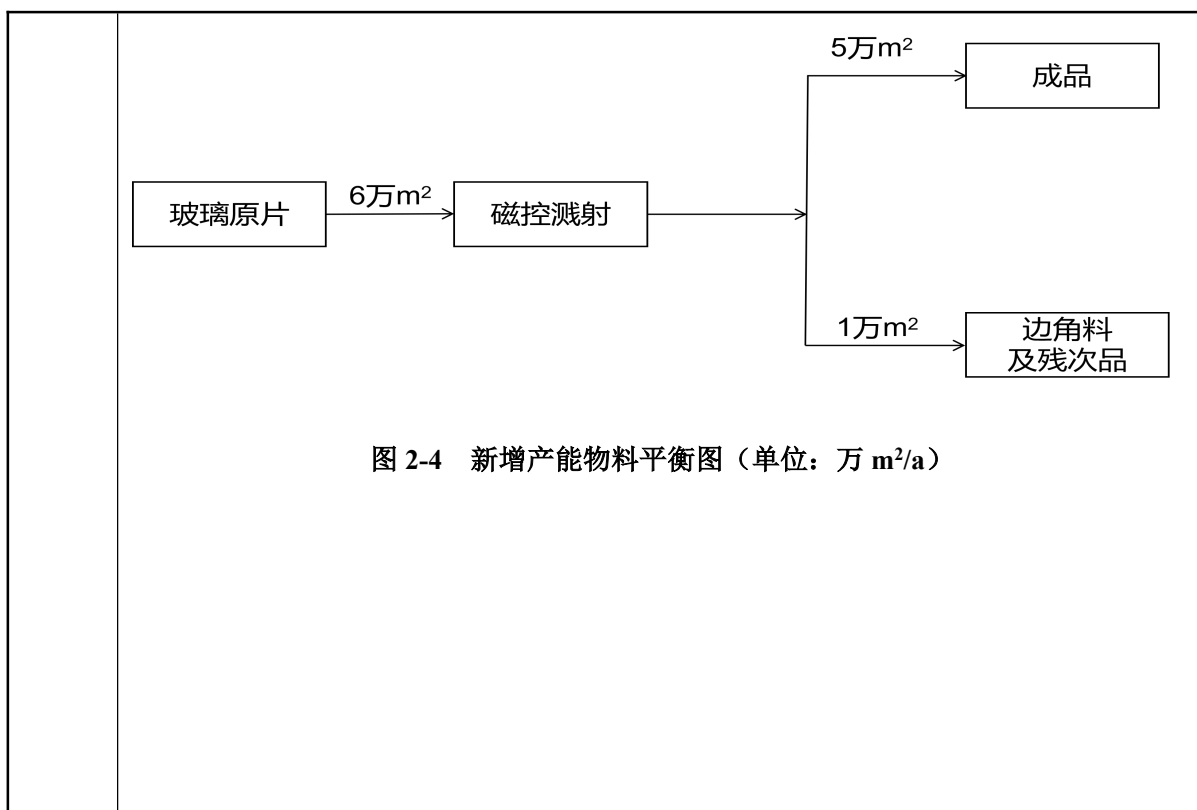 5万m²
成品
玻璃原片
6万m²
磁控溅射
1万m²
边角料
及残次品
图 2-4 新增产能物料平衡图（单位：万 m²/a）